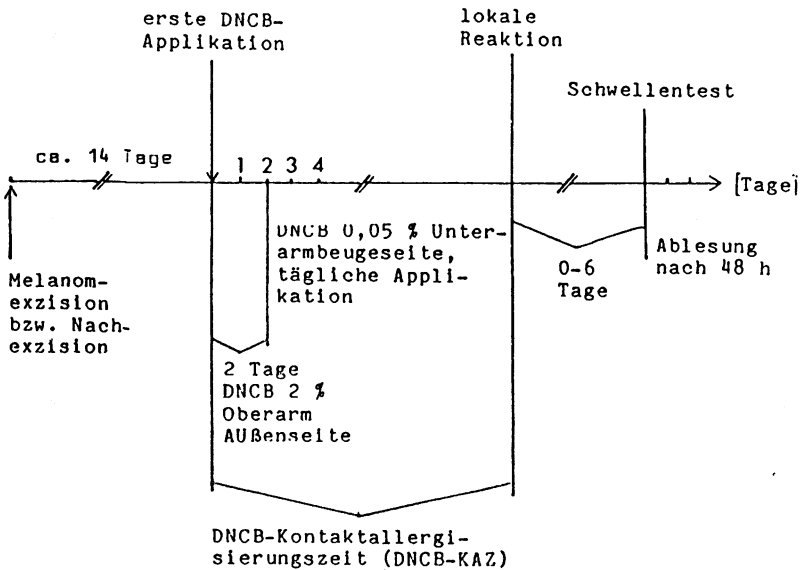 erste DNCB-
Applikation
lokale
Reaktion
Schwellentest
ca. 14 Tage
1 2 3 4
[Tage]
DNCB 0,05 % Unter-
armbeugeseite,
tägliche Appli-
kation
0-6
Tage
Ablesung
nach 48 h
Melanom-
exzision
bzw. Nach-
exzision
2 Tage
DNCB 2 %
Oberarm
AUßenseite
DNCB-Kontaktallergi-
sierungszeit (DNCB-KAZ)